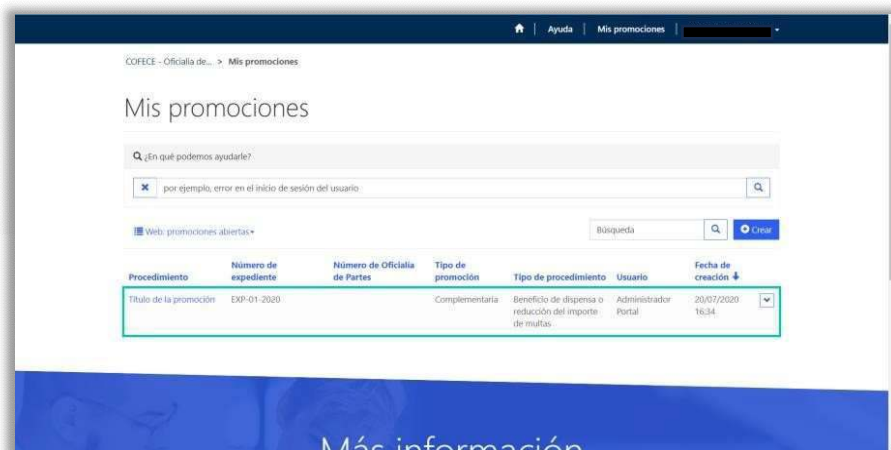 Ayuda | Mis promociones |
COFECE - Oficialia de... > Mis promociones
Mis promociones
¿En qué podemos ayudarle?
por ejemplo, error en el inicio de sesión del usuario
Web: promociones abiertas Búsqueda Crear
Procedimiento Número de expediente Número de Oficialía de Partes Tipo de promoción Tipo de procedimiento Usuario Fecha de creación
Título de la promoción EXP-01-2020 Complementaria Beneficio de dispensa o reducción del importe de multas Administrador Portal 20/07/2020 16:34
Más información